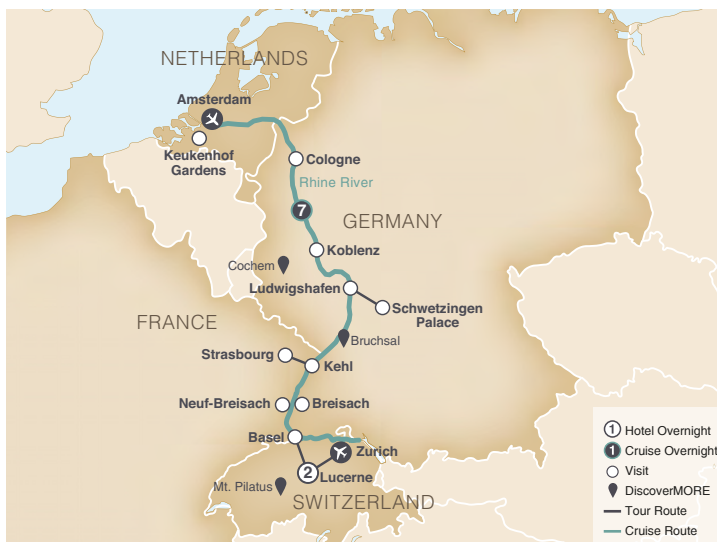 NETHERLANDS
Amsterdam
Keukenhof
Gardens
Cologne
Rhine River
7
GERMANY
Koblenz
Cochem
Ludwigshafen
Schwetzingen
Palace
FRANCE
Bruchsal
Strasbourg
Kehl
Neuf-Breisach
Breisach
Basel
Zurich
2
Lucerne
Mt. Pilatus
SWITZERLAND
1 Hotel Overnight
1 Cruise Overnight
Visit
DiscoverMORE
Tour Route
Cruise Route